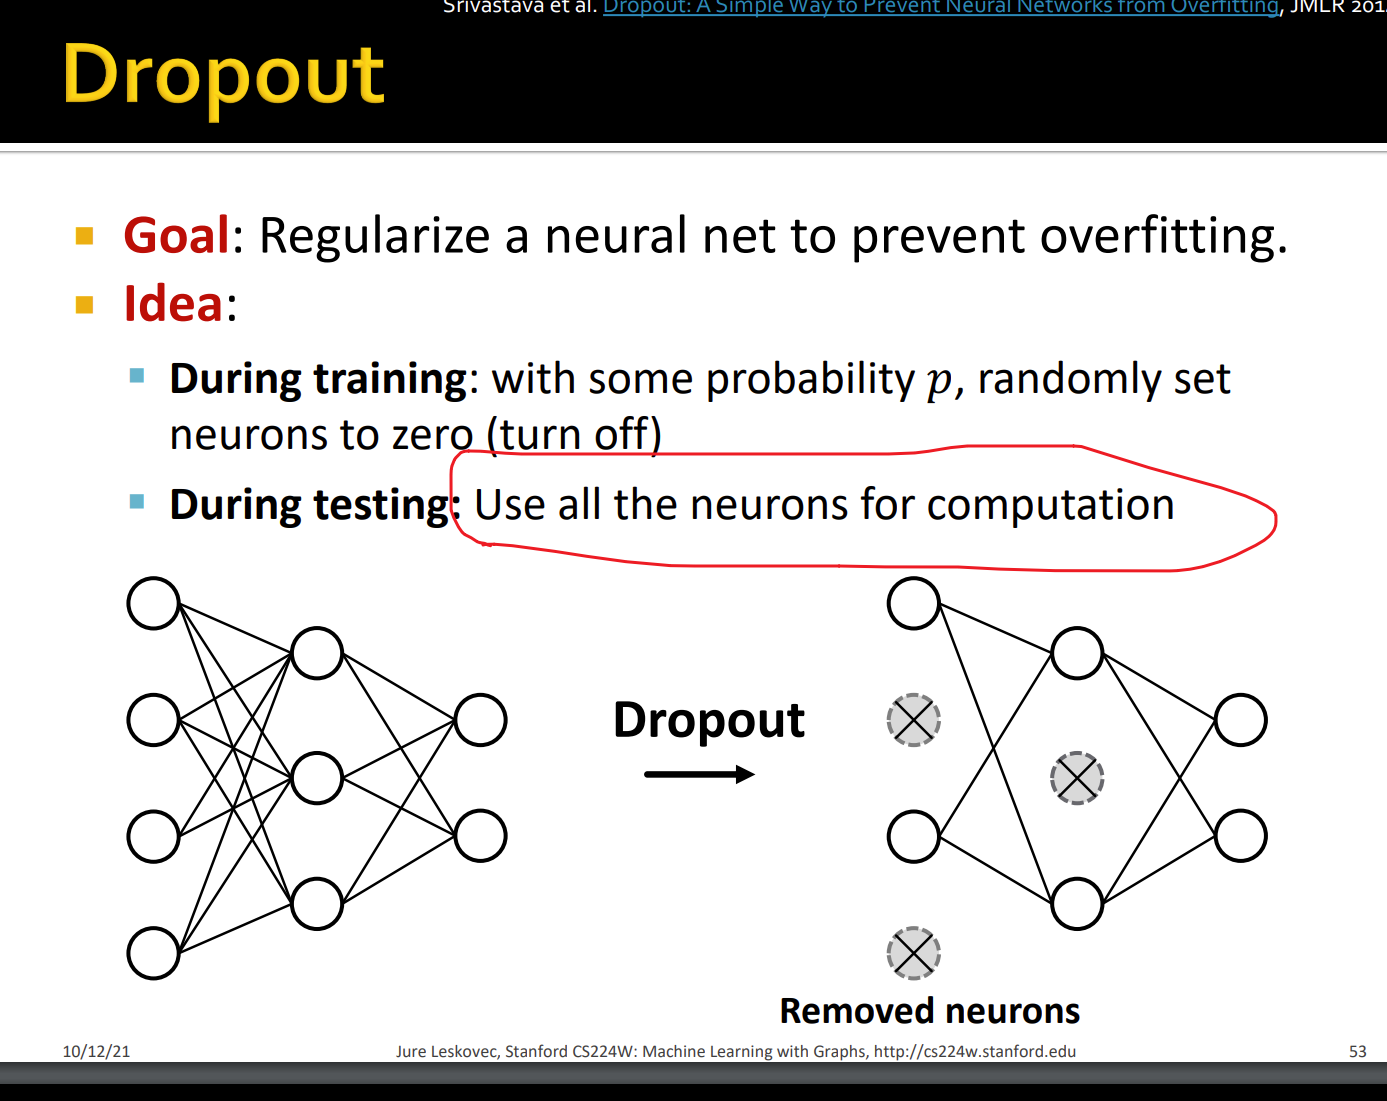 Srivastava et al. Dropout: A Simple Way to Prevent Neural Networks from Overfitting, JMLR
Dropout
Goal: Regularize a neural net to prevent overfitting.
Idea:
During training: with some probability p, randomly set
neurons to zero (turn off)
During testing: Use all the neurons for computation
Dropout
Removed neurons
10/12/21 Jure Leskovec, Stanford CS224W: Machine Learning with Graphs, http://cs224w.stanford.edu 53